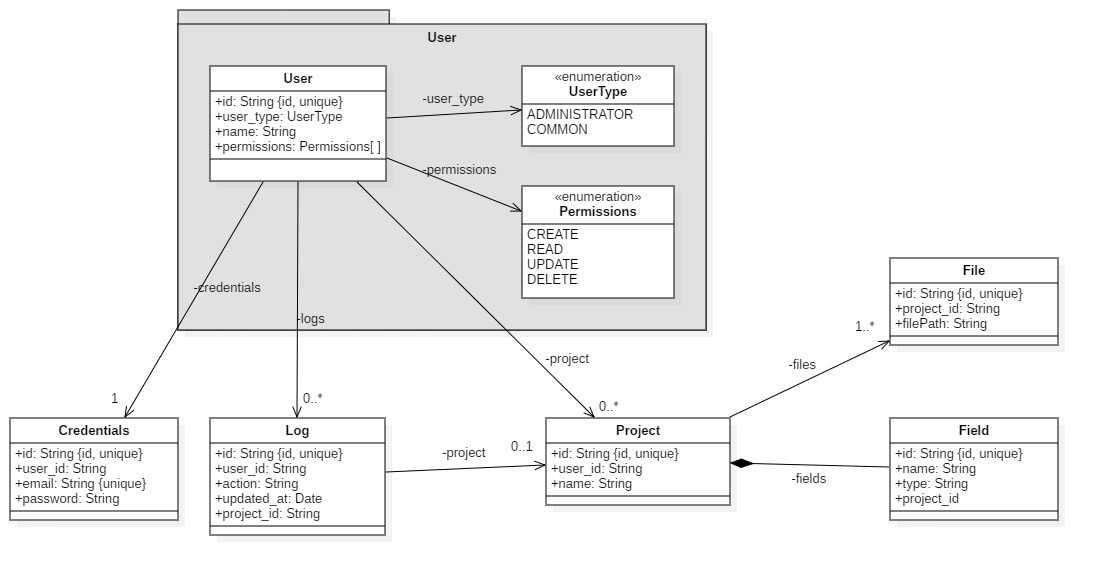 User
User
+id: String {id, unique}
+user_type: UserType
+name: String
+permissions: Permissions[ ]
-user_type
«enumeration»
UserType
ADMINISTRATOR
COMMON
-permissions
«enumeration»
Permissions
CREATE
READ
UPDATE
DELETE
-credentials
-logs
-project
1
0..*
0..*
File
+id: String {id, unique}
+project_id: String
+filePath: String
1..*
-files
Credentials
+id: String {id, unique}
+user_id: String
+email: String {unique}
+password: String
Log
+id: String {id, unique}
+user_id: String
+action: String
+updated_at: Date
+project_id: String
-project
0..1
Project
+id: String {id, unique}
+user_id: String
+name: String
-fields
Field
+id: String {id, unique}
+name: String
+type: String
+project_id